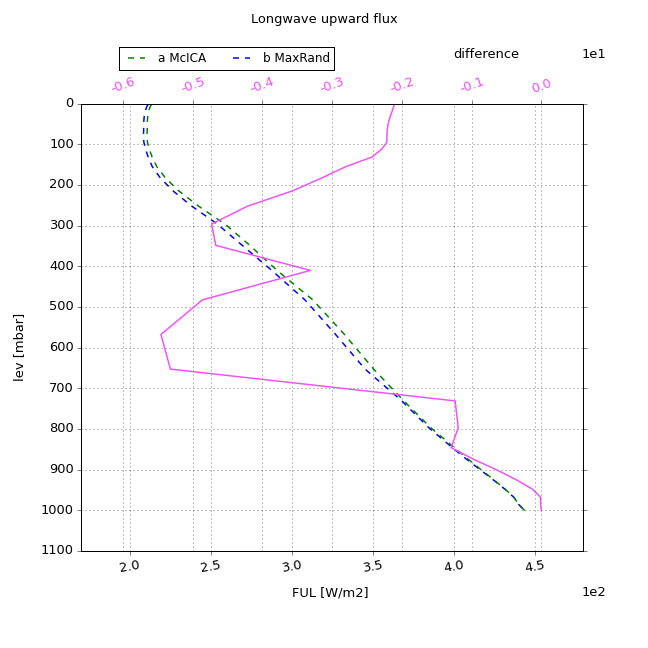 Longwave upward flux
a McICA b MaxRand
difference 1e1
-0.6 -0.5 -0.4 -0.3 -0.2 -0.1 0.0
0
100
200
300
400
500
600
700
800
900
1000
1100
lev [mbar]
2.0 2.5 3.0 3.5 4.0 4.5
FUL [W/m2] 1e2